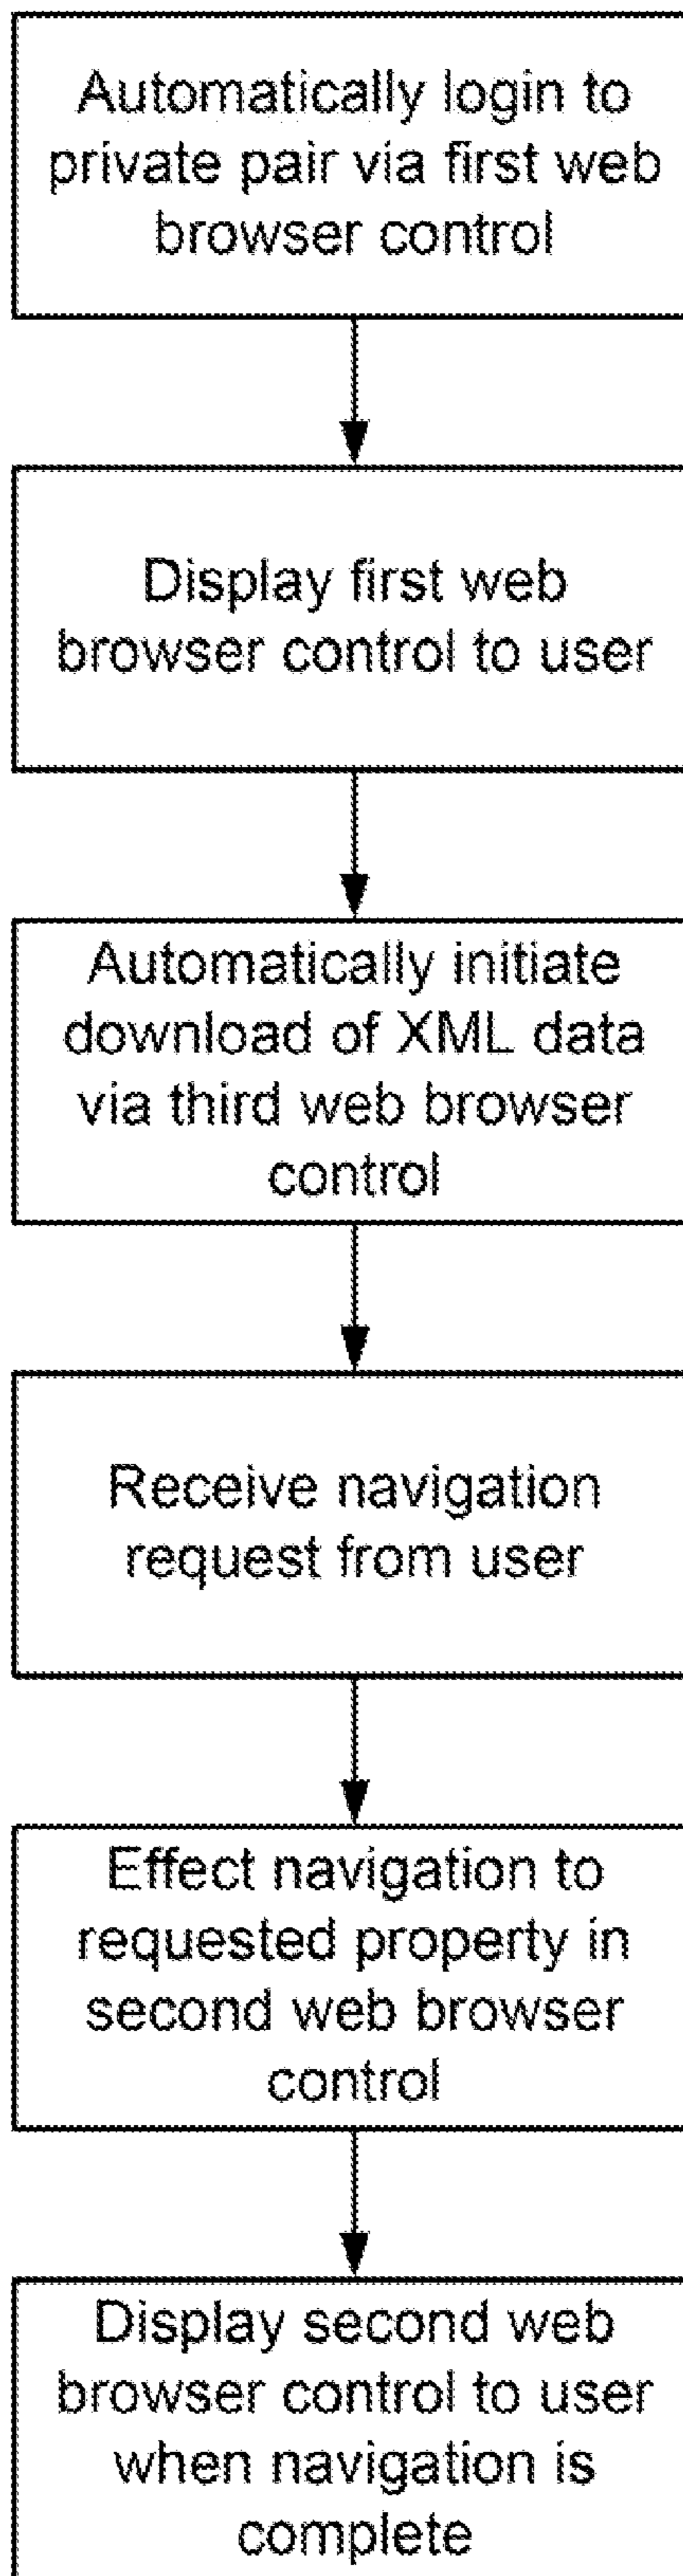 Automatically login to
private pair via first web
browser control
Display first web
browser control to user
Automatically initiate
download of XML data
via third web browser
control
Receive navigation
request from user
Effect navigation to
requested property in
second web browser
control
Display second web
browser control to user
when navigation is
complete